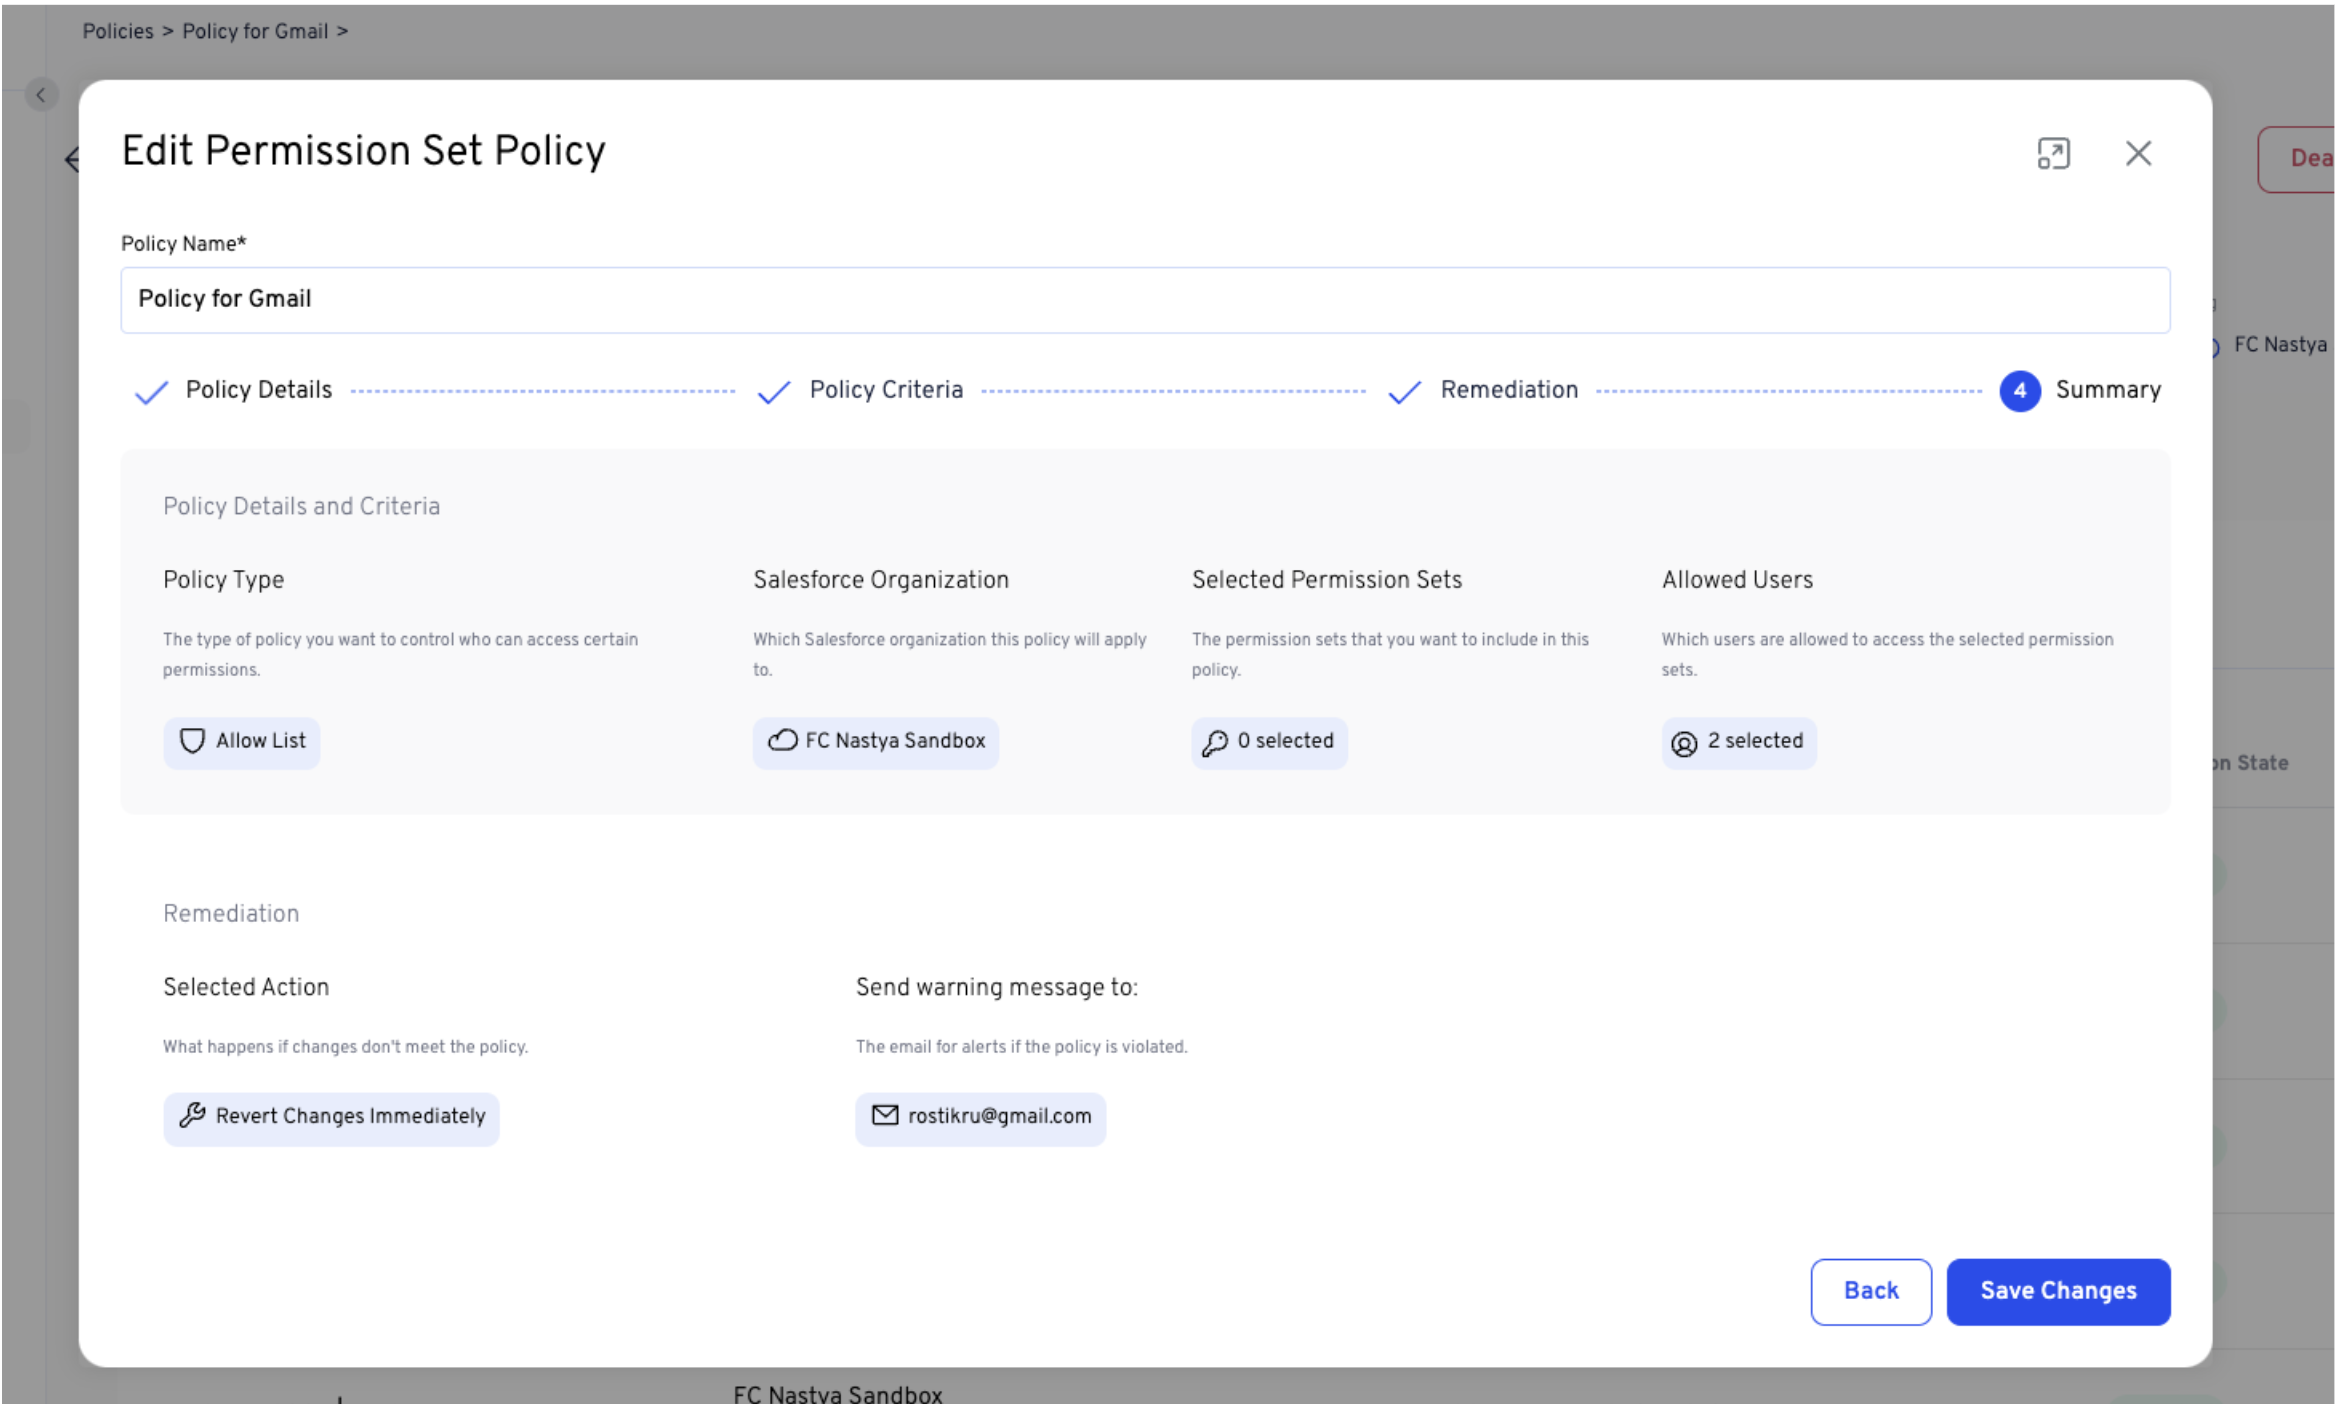 Policies > Policy for Gmail >
Edit Permission Set Policy
Policy Name*
Policy for Gmail
FC Nastya
Policy Details
Policy Criteria
Remediation
4 Summary
Policy Details and Criteria
Policy Type
The type of policy you want to control who can access certain
permissions.
Allow List
Salesforce Organization
Which Salesforce organization this policy will apply
to.
FC Nastya Sandbox
Selected Permission Sets
The permission sets that you want to include in this
policy.
0 selected
Allowed Users
Which users are allowed to access the selected permission
sets.
2 selected
State
Remediation
Selected Action
What happens if changes don't meet the policy.
Revert Changes Immediately
Send warning message to:
The email for alerts if the policy is violated.
rostikru@gmail.com
Back
Save Changes
FC Nastya Sandbox